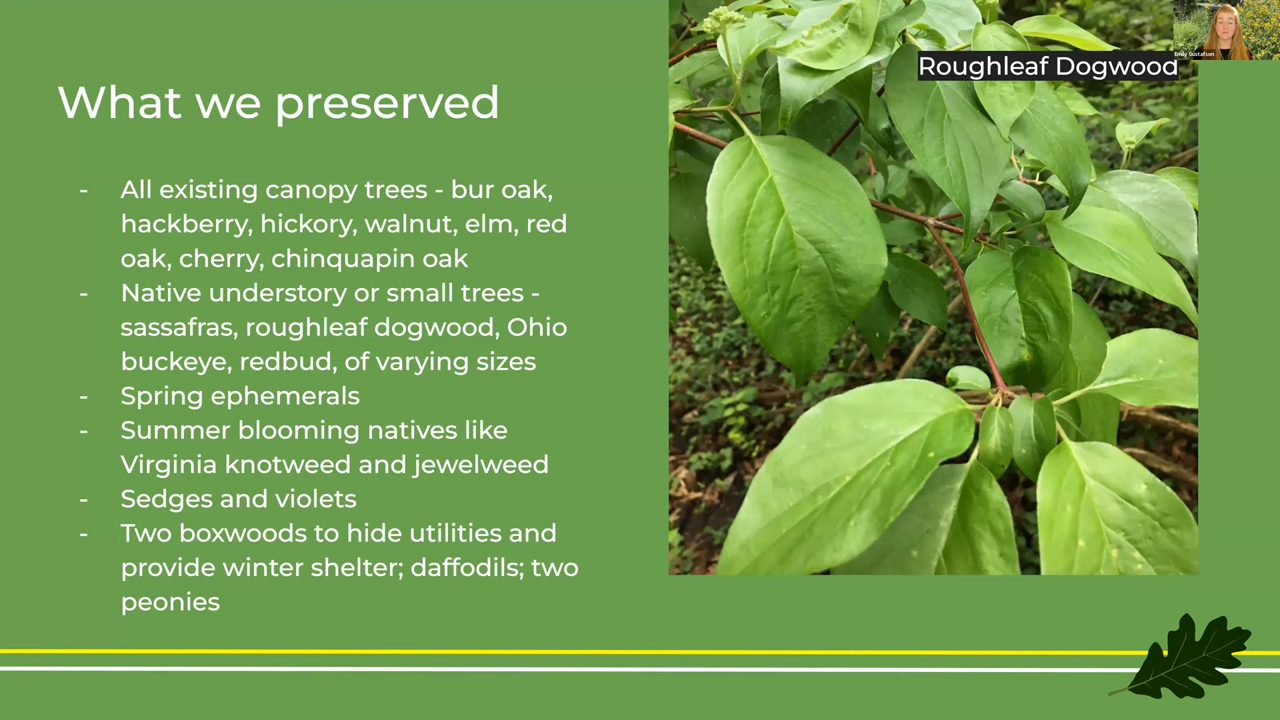 What we preserved
- All existing canopy trees - bur oak,
hackberry, hickory, walnut, elm, red
oak, cherry, chinquapin oak
- Native understory or small trees -
sassafras, roughleaf dogwood, Ohio
buckeye, redbud, of varying sizes
- Spring ephemerals
- Summer blooming natives like
Virginia knotweed and jewelweed
- Sedges and violets
- Two boxwoods to hide utilities and
provide winter shelter; daffodils; two
peonies
Roughleaf Dogwood
Emily Gustafson